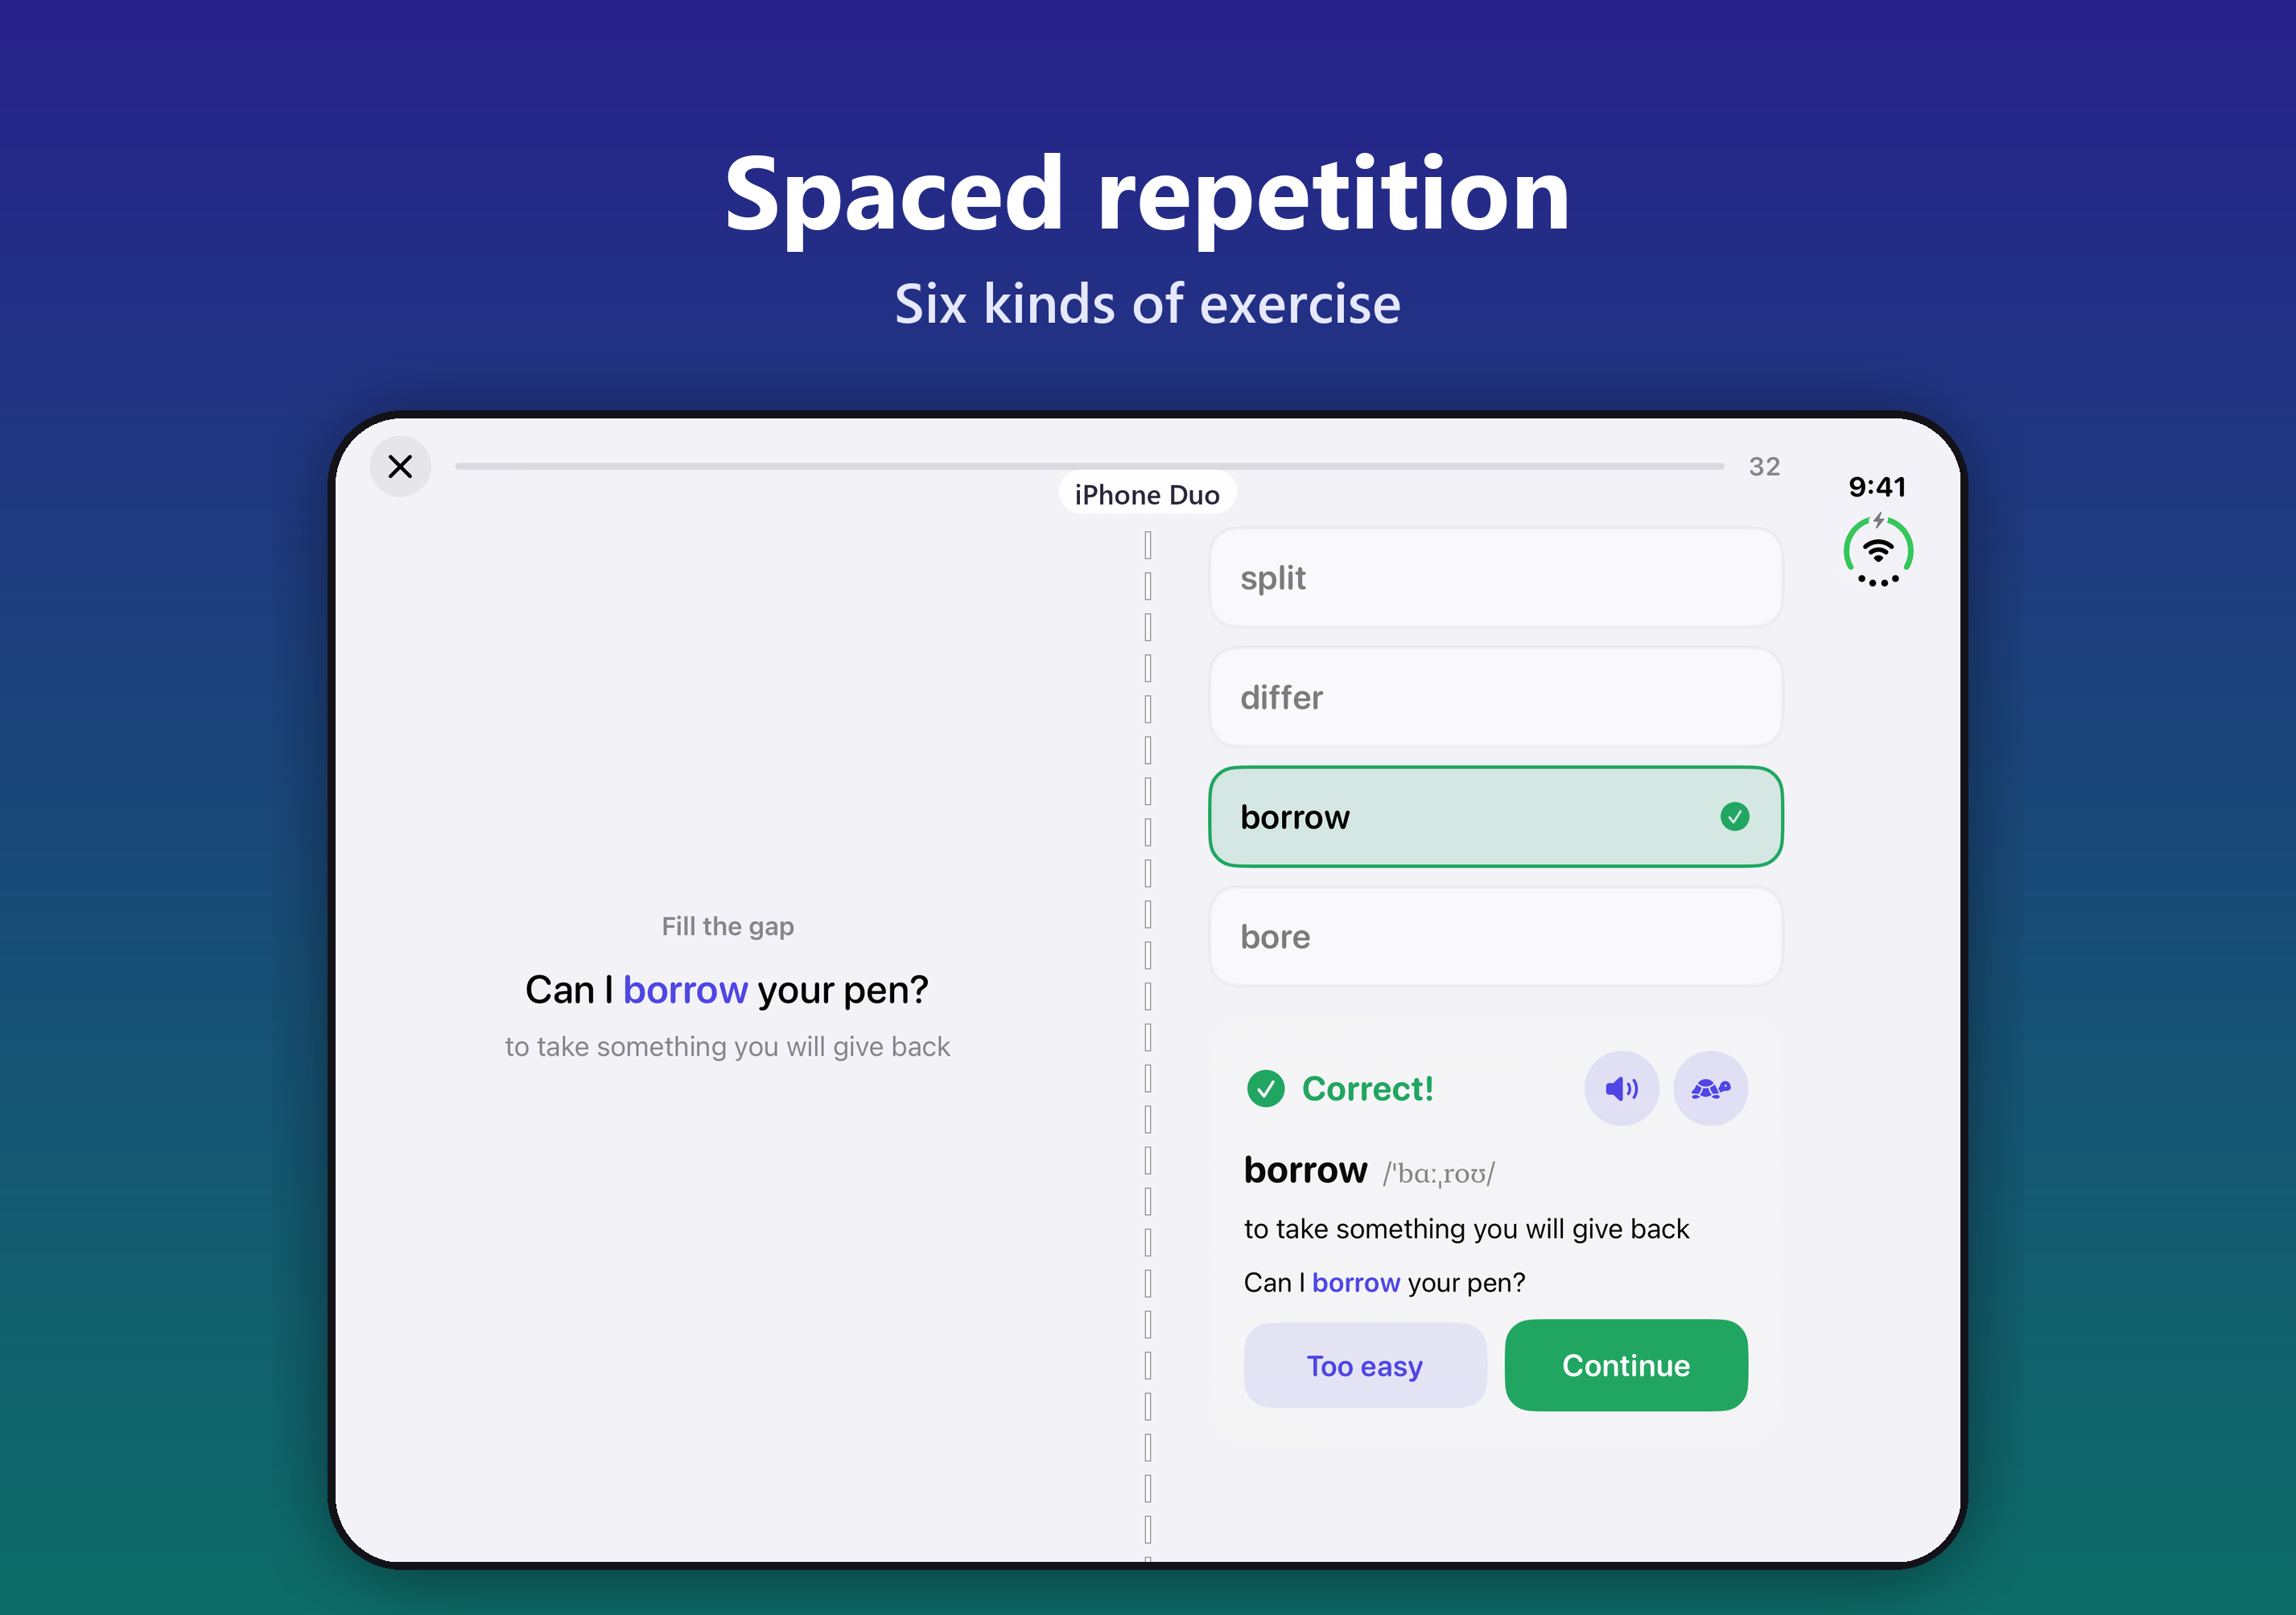 Spaced repetition
Six kinds of exercise
32
9:41
iPhone Duo
Fill the gap
Can I borrow your pen?
to take something you will give back
split
differ
borrow
bore
Correct!
borrow /ˈbɑːˌroʊ/
to take something you will give back
Can I borrow your pen?
Too easy
Continue